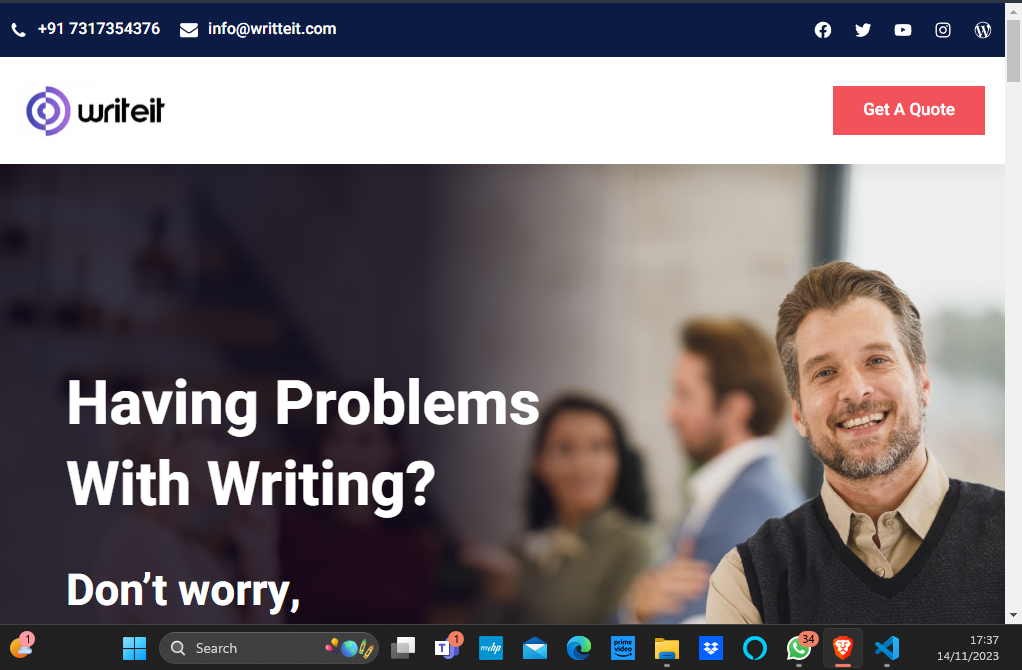 +91 7317354376 info@writteit.com
writeit
Get A Quote
Having Problems
With Writing?
Don’t worry,
1
Search
1
myhp
prime video
34
17:37
14/11/2023